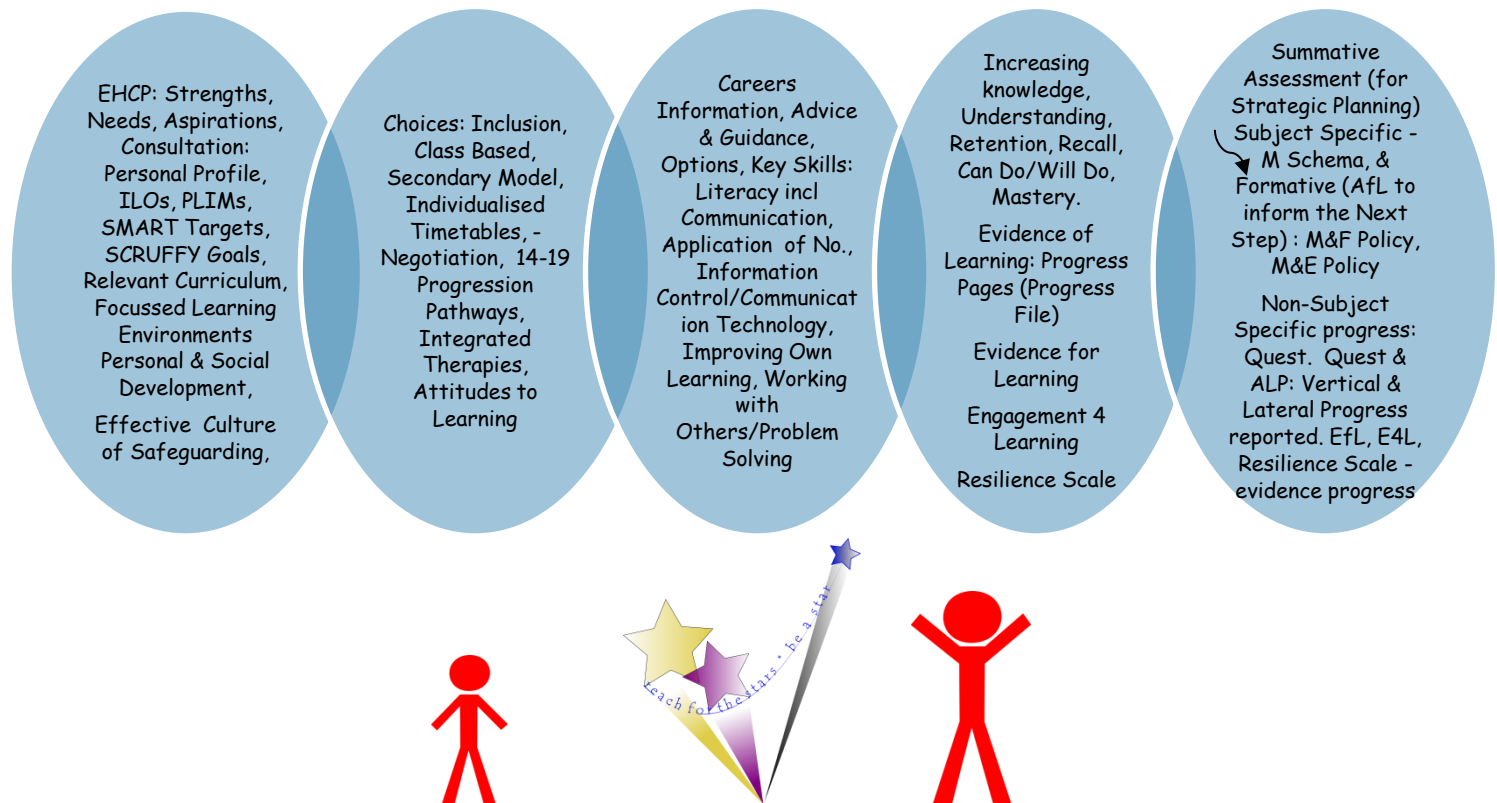 EHCP: Strengths,
Needs, Aspirations,
Consultation:
Personal Profile,
ILOs, PLIMs,
SMART Targets,
SCRUFFY Goals,
Relevant Curriculum,
Focussed Learning
Environments
Personal & Social
Development,
Effective Culture
of Safeguarding,
Choices: Inclusion,
Class Based,
Secondary Model,
Individualised
Timetables, -
Negotiation, 14-19
Progression
Pathways,
Integrated
Therapies,
Attitudes to
Learning
Careers
Information, Advice
& Guidance,
Options, Key Skills:
Literacy incl
Communication,
Application of No.,
Information
Control/Communicat
ion Technology,
Improving Own
Learning, Working
with
Others/Problem
Solving
Increasing
knowledge,
Understanding,
Retention, Recall,
Can Do/Will Do,
Mastery.
Evidence of
Learning: Progress
Pages (Progress
File)
Evidence for
Learning
Engagement 4
Learning
Resilience Scale
Summative
Assessment (for
Strategic Planning)
Subject Specific -
M Schema, &
Formative (AfL to
inform the Next
Step) : M&F Policy,
M&E Policy
Non-Subject
Specific progress:
Quest. Quest &
ALP: Vertical &
Lateral Progress
reported. EfL, E4L,
Resilience Scale -
evidence progress
reach for the stars * be a star